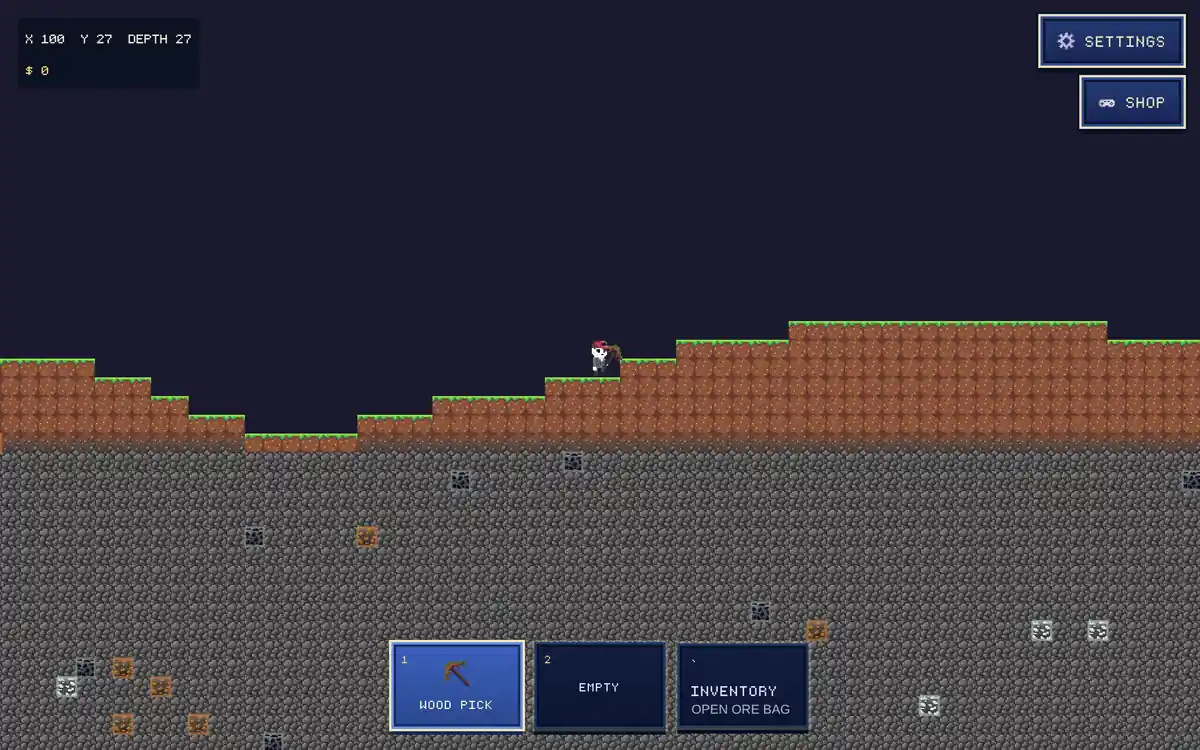 X 100 Y 27 DEPTH 27
$ 0
SETTINGS
SHOP
1
WOOD PICK
2
EMPTY
`
INVENTORY
OPEN ORE BAG